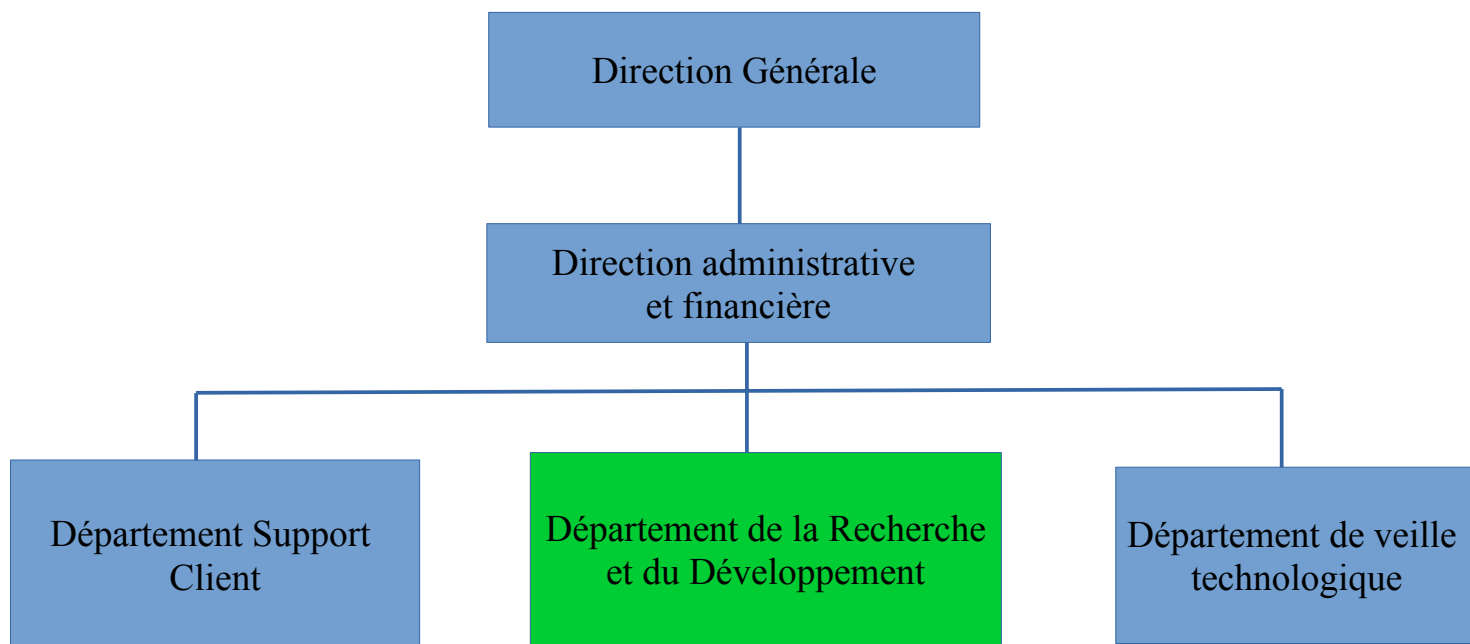 Direction Générale
Direction administrative
et financière
Département Support
Client
Département de la Recherche
et du Développement
Département de veille
technologique